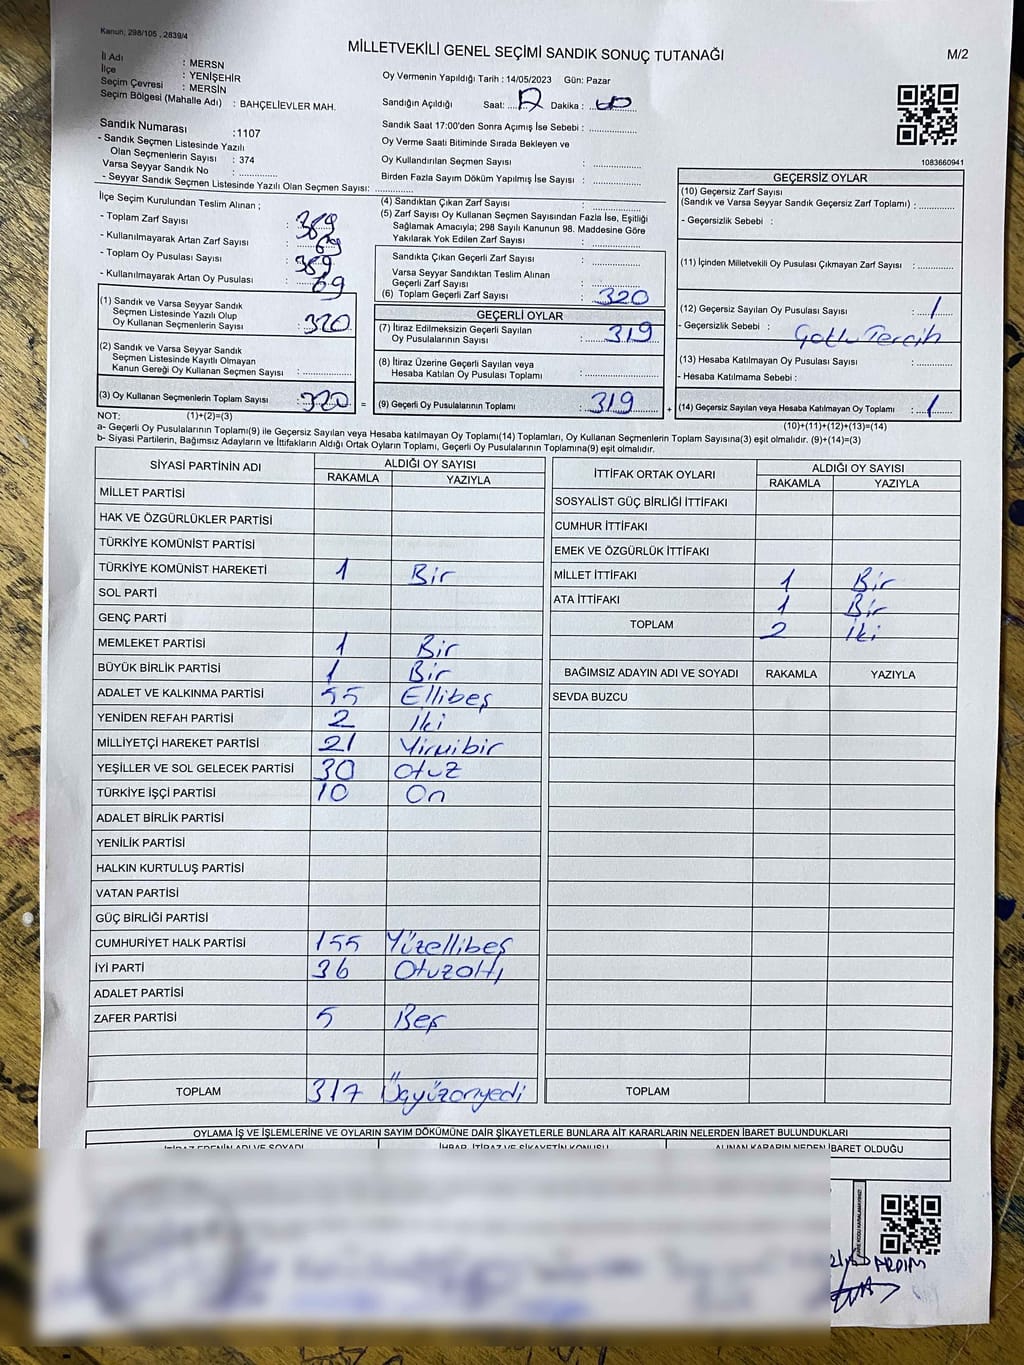 Kanun: 298/105 , 2839/4
MİLLETVEKİLİ GENEL SEÇİMİ SANDIK SONUÇ TUTANAĞI
M/2
İl Adı : MERSN
İlçe : YENİŞEHİR
Seçim Çevresi : MERSİN
Seçim Bölgesi (Mahalle Adı) : BAHÇELİEVLER MAH.
Oy Vermenin Yapıldığı Tarih : 14/05/2023 Gün: Pazar
Sandığın Açıldığı Saat: Dakika :
Sandık Saat 17:00'den Sonra Açımış İse Sebebi :
Oy Verme Saati Bitiminde Sırada Bekleyen ve
Oy Kullandırılan Seçmen Sayısı :
Birden Fazla Sayım Döküm Yapılmış İse Sayısı :
1083660941
Sandık Numarası :1107
- Sandık Seçmen Listesinde Yazılı
Olan Seçmenlerin Sayısı : 374
Varsa Seyyar Sandık No :
- Seyyar Sandık Seçmen Listesinde Yazılı Olan Seçmen Sayısı:
İlçe Seçim Kurulundan Teslim Alınan ;
- Toplam Zarf Sayısı : 389
- Kullanılmayarak Artan Zarf Sayısı : 69
- Toplam Oy Pusulası Sayısı : 389
- Kullanılmayarak Artan Oy Pusulası : 69
(1) Sandık ve Varsa Seyyar Sandık
Seçmen Listesinde Yazılı Olup
Oy Kullanan Seçmenlerin Sayısı : 320
(2) Sandık ve Varsa Seyyar Sandık
Seçmen Listesinde Kayıtlı Olmayan
Kanun Gereği Oy Kullanan Seçmen Sayısı :
(3) Oy Kullanan Seçmenlerin Toplam Sayısı : 320 =
(4) Sandıktan Çıkan Zarf Sayısı :
(5) Zarf Sayısı Oy Kullanan Seçmen Sayısından Fazla İse, Eşitliği
Sağlamak Amacıyla; 298 Sayılı Kanunun 98. Maddesine Göre
Yakılarak Yok Edilen Zarf Sayısı :
Sandıkta Çıkan Geçerli Zarf Sayısı :
Varsa Seyyar Sandıktan Teslim Alınan
Geçerli Zarf Sayısı :
(6) Toplam Geçerli Zarf Sayısı : 320
GEÇERLİ OYLAR
(7) İtiraz Edilmeksizin Geçerli Sayılan
Oy Pusulalarının Sayısı : 319
(8) İtiraz Üzerine Geçerli Sayılan veya
Hesaba Katılan Oy Pusulası Toplamı :
(9) Geçerli Oy Pusulalarının Toplamı : 319 +
GEÇERSİZ OYLAR
(10) Geçersiz Zarf Sayısı
(Sandık ve Varsa Seyyar Sandık Geçersiz Zarf Toplamı) :
- Geçersizlik Sebebi :
(11) İçinden Milletvekili Oy Pusulası Çıkmayan Zarf Sayısı :
(12) Geçersiz Sayılan Oy Pusulası Sayısı : 1
- Geçersizlik Sebebi : Tercih
(13) Hesaba Katılmayan Oy Pusulası Sayısı :
- Hesaba Katılmama Sebebi :
(14) Geçersiz Sayılan veya Hesaba Katılmayan Oy Toplamı : 1
NOT: (1)+(2)=(3) (10)+(11)+(12)+(13)=(14)
a- Geçerli Oy Pusulalarının Toplamı(9) ile Geçersiz Sayılan veya Hesaba katılmayan Oy Toplamı(14) Toplamları, Oy Kullanan Seçmenlerin Toplam Sayısına(3) eşit olmalıdır. (9)+(14)=(3)
b- Siyasi Partilerin, Bağımsız Adayların ve İttifakların Aldığı Ortak Oyların Toplamı, Geçerli Oy Pusulalarının Toplamına(9) eşit olmalıdır.
SİYASİ PARTİNİN ADI ALDIĞI OY SAYISI
RAKAMLA YAZIYLA
MİLLET PARTİSİ
HAK VE ÖZGÜRLÜKLER PARTİSİ
TÜRKİYE KOMÜNİST PARTİSİ
TÜRKİYE KOMÜNİST HAREKETİ 1 Bir
SOL PARTİ
GENÇ PARTİ
MEMLEKET PARTİSİ 1 Bir
BÜYÜK BİRLİK PARTİSİ 1 Bir
ADALET VE KALKINMA PARTİSİ 55 Ellibeş
YENİDEN REFAH PARTİSİ 2 İki
MİLLİYETÇİ HAREKET PARTİSİ 21 Yirmibir
YEŞİLLER VE SOL GELECEK PARTİSİ 30 Otuz
TÜRKİYE İŞÇİ PARTİSİ 10 On
ADALET BİRLİK PARTİSİ
YENİLİK PARTİSİ
HALKIN KURTULUŞ PARTİSİ
VATAN PARTİSİ
GÜÇ BİRLİĞİ PARTİSİ
CUMHURİYET HALK PARTİSİ 155 Yüzellibeş
İYİ PARTİ 36 Otuzaltı
ADALET PARTİSİ
ZAFER PARTİSİ 5 Beş
TOPLAM 317 Üçyüzonyedi
İTTİFAK ORTAK OYLARI ALDIĞI OY SAYISI
RAKAMLA YAZIYLA
SOSYALİST GÜÇ BİRLİĞİ İTTİFAKI
CUMHUR İTTİFAKI
EMEK VE ÖZGÜRLÜK İTTİFAKI
MİLLET İTTİFAKI 1 Bir
ATA İTTİFAKI 1 Bir
TOPLAM 2 İki
BAĞIMSIZ ADAYIN ADI VE SOYADI RAKAMLA YAZIYLA
SEVDA BUZCU
TOPLAM
OYLAMA İŞ VE İŞLEMLERİNE VE OYLARIN SAYIM DÖKÜMÜNE DAİR ŞİKAYETLERLE BUNLARA AİT KARARLARIN NELERDEN İBARET BULUNDUKLARI
İTİRAZ EDENİN ADI VE SOYADI İHBAR, İTİRAZ VE ŞİKAYETİN KONUSU ALINAN KARARIN NEDEN İBARET OLDUĞU